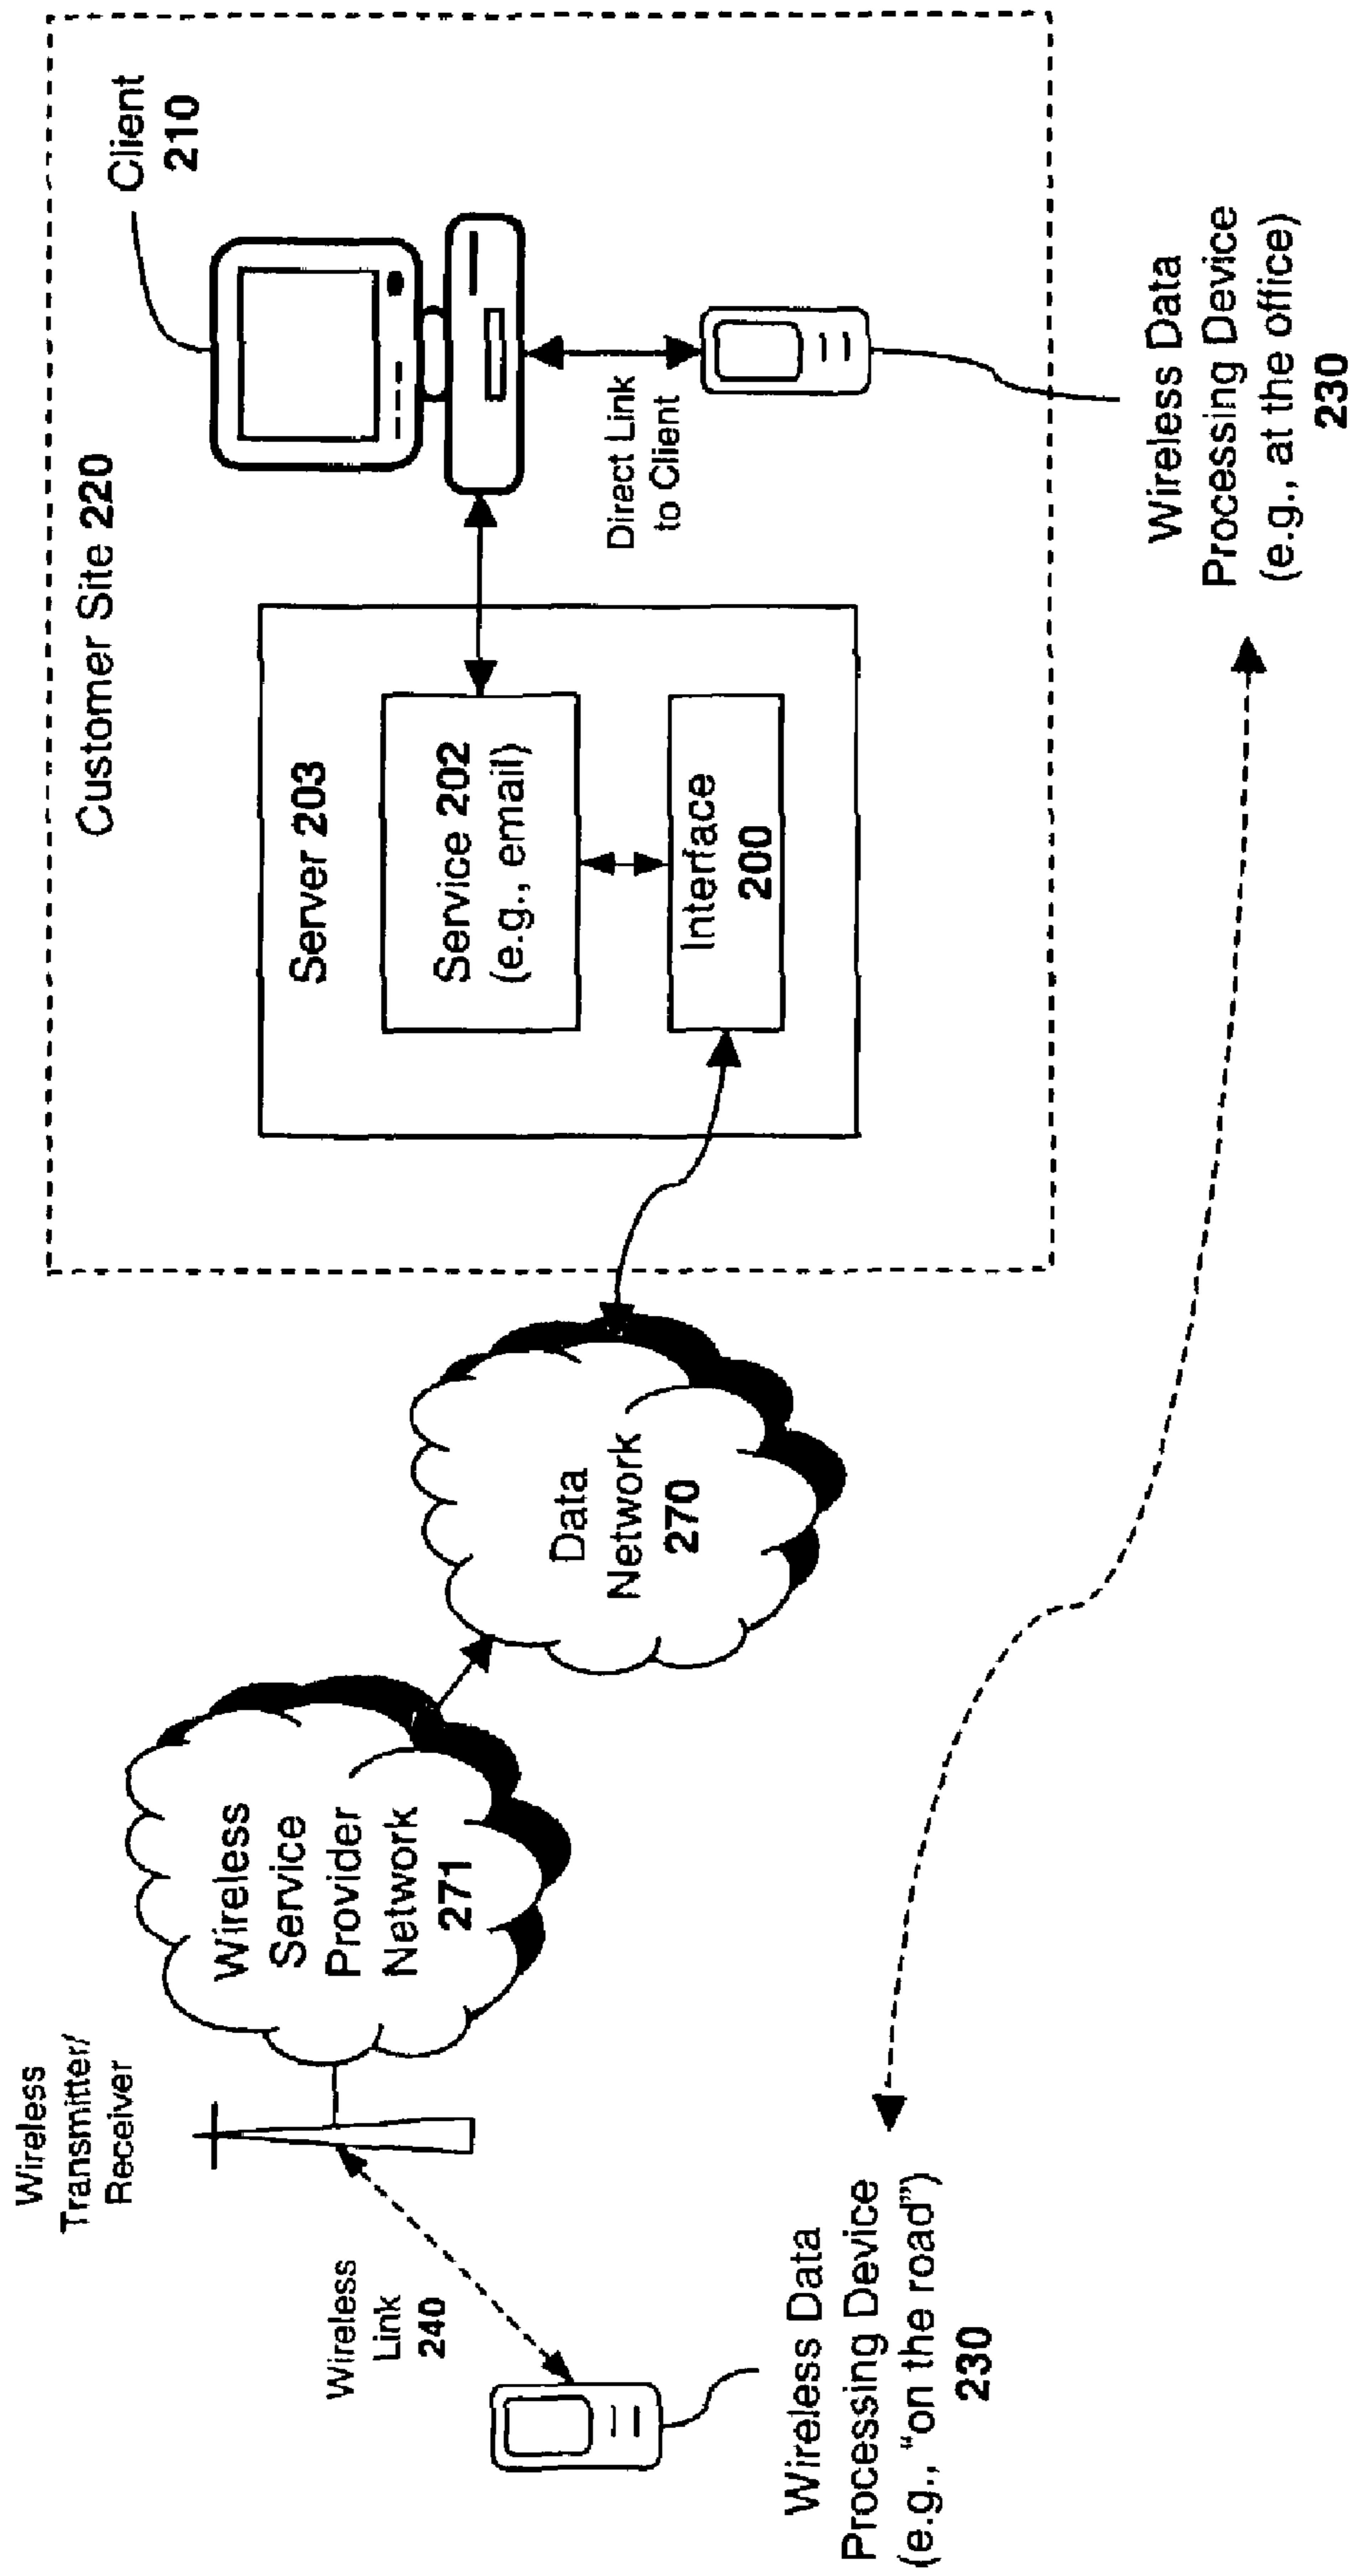 Wireless
Transmitter/
Receiver
Wireless
Link
240
Wireless Data
Processing Device
(e.g., "on the road")
230
Wireless
Service
Provider
Network
271
Data
Network
270
Customer Site 220
Server 203
Service 202
(e.g., email)
Interface
200
Client
210
Direct Link
to Client
Wireless Data
Processing Device
(e.g., at the office)
230